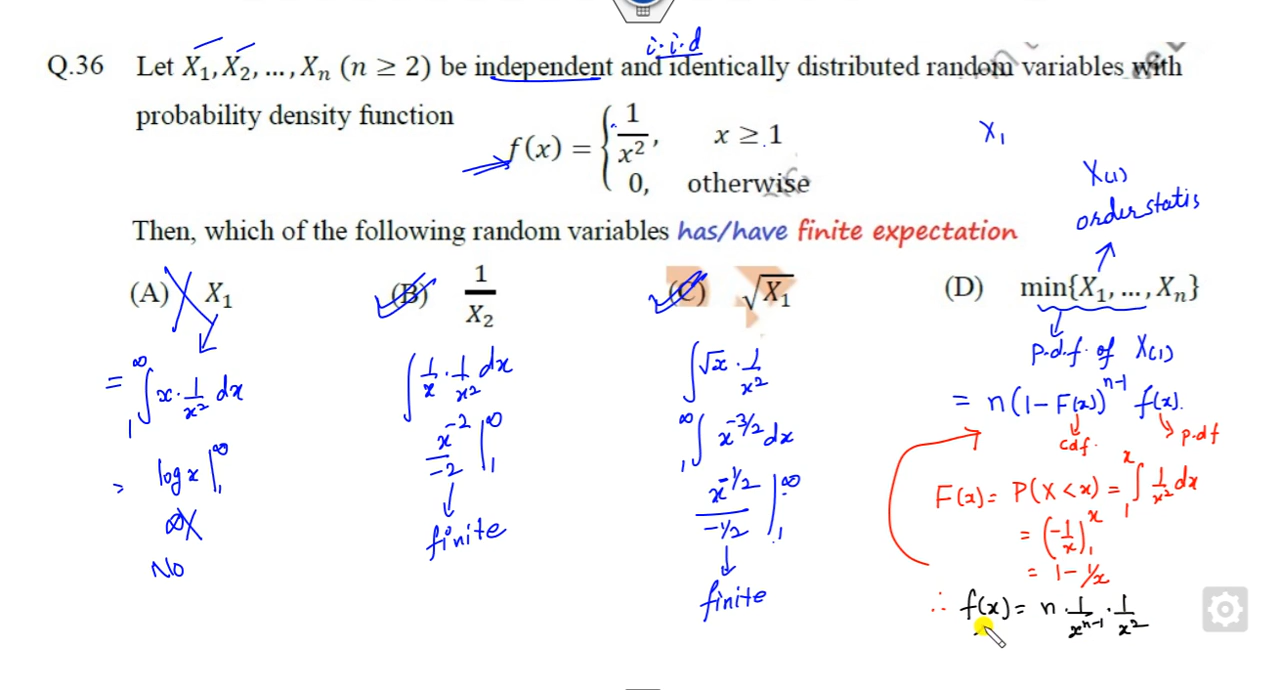 i.i.d
Q.36 Let X₁, X₂, ..., Xₙ (n ≥ 2) be independent and identically distributed random variables with
probability density function
f(x) = { 1/x², x ≥ 1
0, otherwise
X₁
X₍₁₎
order statis
Then, which of the following random variables has/have finite expectation
(A) X₁ (B) 1/X₂ (C) √X₁ (D) min{X₁, ..., Xₙ}
= ∫₁^∞ x · 1/x² dx
= log x |₁^∞
∞
No
∫ 1/x · 1/x² dx
x⁻²/-2 |₁^∞
finite
∫ √x · 1/x²
∫₁^∞ x^(-3/2) dx
x^(-1/2)/(-1/2) |₁^∞
finite
p.d.f. of X₍₁₎
= n(1 - F(x))^(n-1) f(x).
cdf. p.d.f
F(x) = P(X < x) = ∫₁^x 1/x² dx
= (-1/x)₁^x
= 1 - 1/x
∴ f(x) = n · 1/x^(n-1) · 1/x²